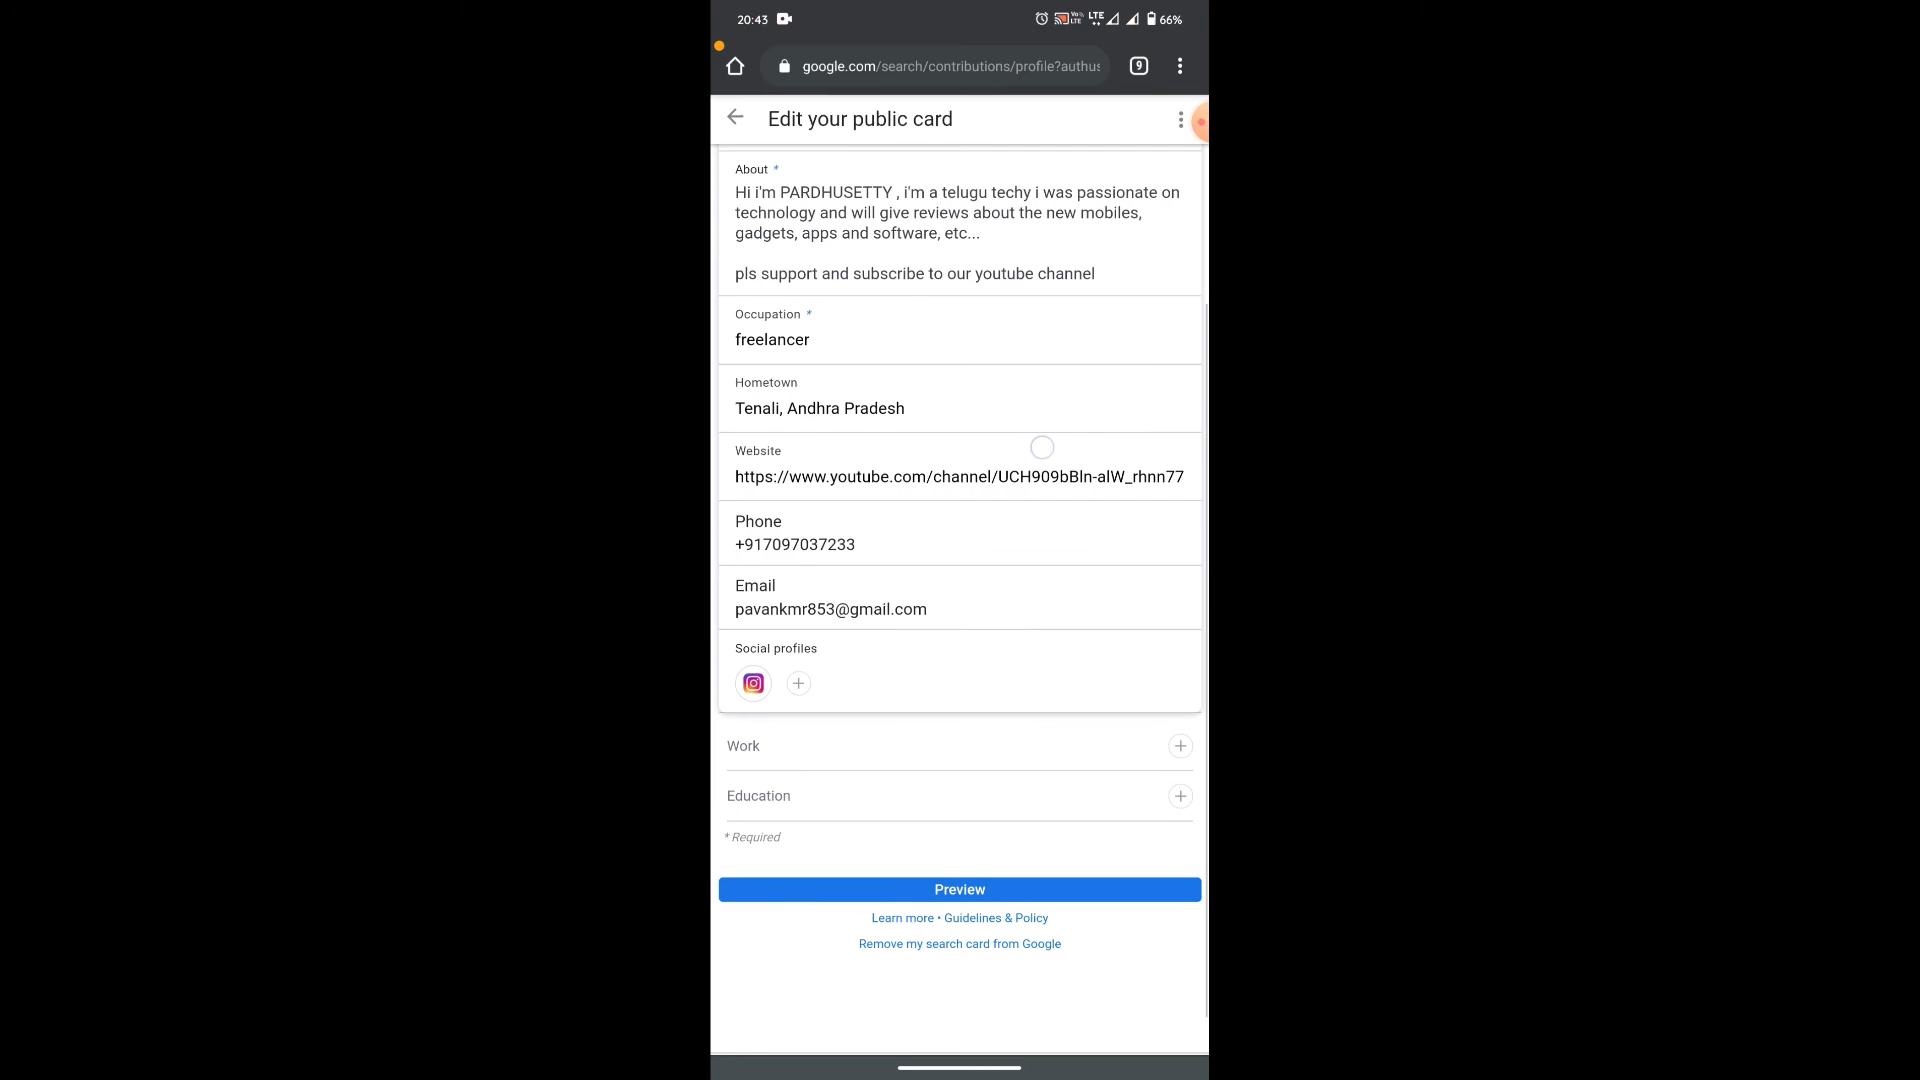 20:43 Vo LTE LTE 66%
google.com/search/contributions/profile?authus 9
Edit your public card
About *
Hi i'm PARDHUSETTY , i'm a telugu techy i was passionate on
technology and will give reviews about the new mobiles,
gadgets, apps and software, etc...
pls support and subscribe to our youtube channel
Occupation *
freelancer
Hometown
Tenali, Andhra Pradesh
Website
https://www.youtube.com/channel/UCH909bBln-alW_rhnn77
Phone
+917097037233
Email
pavankmr853@gmail.com
Social profiles
Work
Education
* Required
Preview
Learn more • Guidelines & Policy
Remove my search card from Google